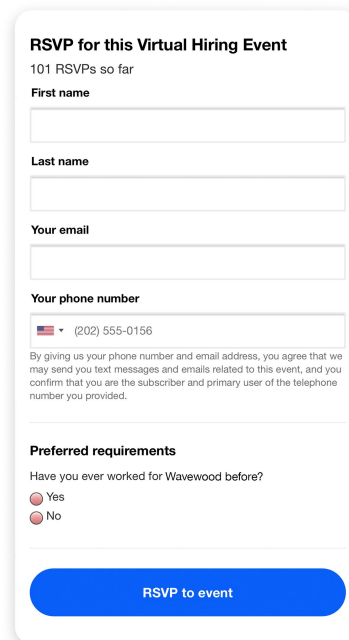 RSVP for this Virtual Hiring Event
101 RSVPs so far
First name
Last name
Your email
Your phone number
(202) 555-0156
By giving us your phone number and email address, you agree that we
may send you text messages and emails related to this event, and you
confirm that you are the subscriber and primary user of the telephone
number you provided.
Preferred requirements
Have you ever worked for Wavewood before?
Yes
No
RSVP to event